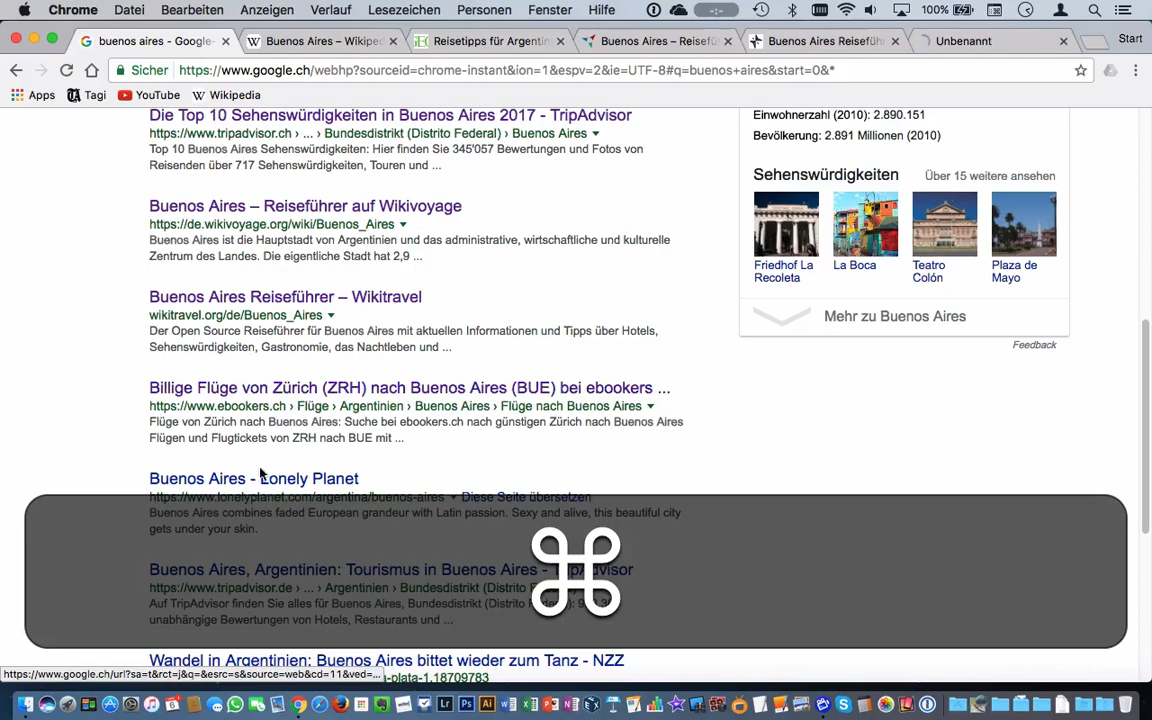 Chrome Datei Bearbeiten Anzeigen Verlauf Lesezeichen Personen Fenster Hilfe 100%
buenos aires - Google- Buenos Aires – Wikiped Reisetipps für Argentin Buenos Aires – Reisefü Buenos Aires Reiseführ Unbenannt Start
Sicher https://www.google.ch/webhp?sourceid=chrome-instant&ion=1&espv=2&ie=UTF-8#q=buenos+aires&start=0&*
Apps Tagi YouTube Wikipedia
Die Top 10 Sehenswürdigkeiten in Buenos Aires 2017 - TripAdvisor
https://www.tripadvisor.ch › ... › Bundesdistrikt (Distrito Federal) › Buenos Aires
Top 10 Buenos Aires Sehenswürdigkeiten: Hier finden Sie 345'057 Bewertungen und Fotos von
Reisenden über 717 Sehenswürdigkeiten, Touren und ...
Buenos Aires – Reiseführer auf Wikivoyage
https://de.wikivoyage.org/wiki/Buenos_Aires
Buenos Aires ist die Hauptstadt von Argentinien und das administrative, wirtschaftliche und kulturelle
Zentrum des Landes. Die eigentliche Stadt hat 2,9 ...
Buenos Aires Reiseführer – Wikitravel
wikitravel.org/de/Buenos_Aires
Der Open Source Reiseführer für Buenos Aires mit aktuellen Informationen und Tipps über Hotels,
Sehenswürdigkeiten, Gastronomie, das Nachtleben und ...
Billige Flüge von Zürich (ZRH) nach Buenos Aires (BUE) bei ebookers ...
https://www.ebookers.ch › Flüge › Argentinien › Buenos Aires › Flüge nach Buenos Aires
Flüge von Zürich nach Buenos Aires: Suche bei ebookers.ch nach günstigen Zürich nach Buenos Aires
Flügen und Flugtickets von ZRH nach BUE mit ...
Buenos Aires - Lonely Planet
https://www.lonelyplanet.com/argentina/buenos-aires Diese Seite übersetzen
Buenos Aires combines faded European grandeur with Latin passion. Sexy and alive, this beautiful city
gets under your skin.
Buenos Aires, Argentinien: Tourismus in Buenos Aires - TripAdvisor
https://www.tripadvisor.de › ... › Argentinien › Bundesdistrikt (Distrito
Auf TripAdvisor finden Sie alles für Buenos Aires, Bundesdistrikt (Distrito Federal):
unabhängige Bewertungen von Hotels, Restaurants und ...
Wandel in Argentinien: Buenos Aires bittet wieder zum Tanz - NZZ
-plata-1.18709783
Einwohnerzahl (2010): 2.890.151
Bevölkerung: 2.891 Millionen (2010)
Sehenswürdigkeiten Über 15 weitere ansehen
Friedhof La Recoleta
La Boca
Teatro Colón
Plaza de Mayo
Mehr zu Buenos Aires
Feedback
⌘
https://www.google.ch/url?sa=t&rct=j&q=&esrc=s&source=web&cd=11&ved=...